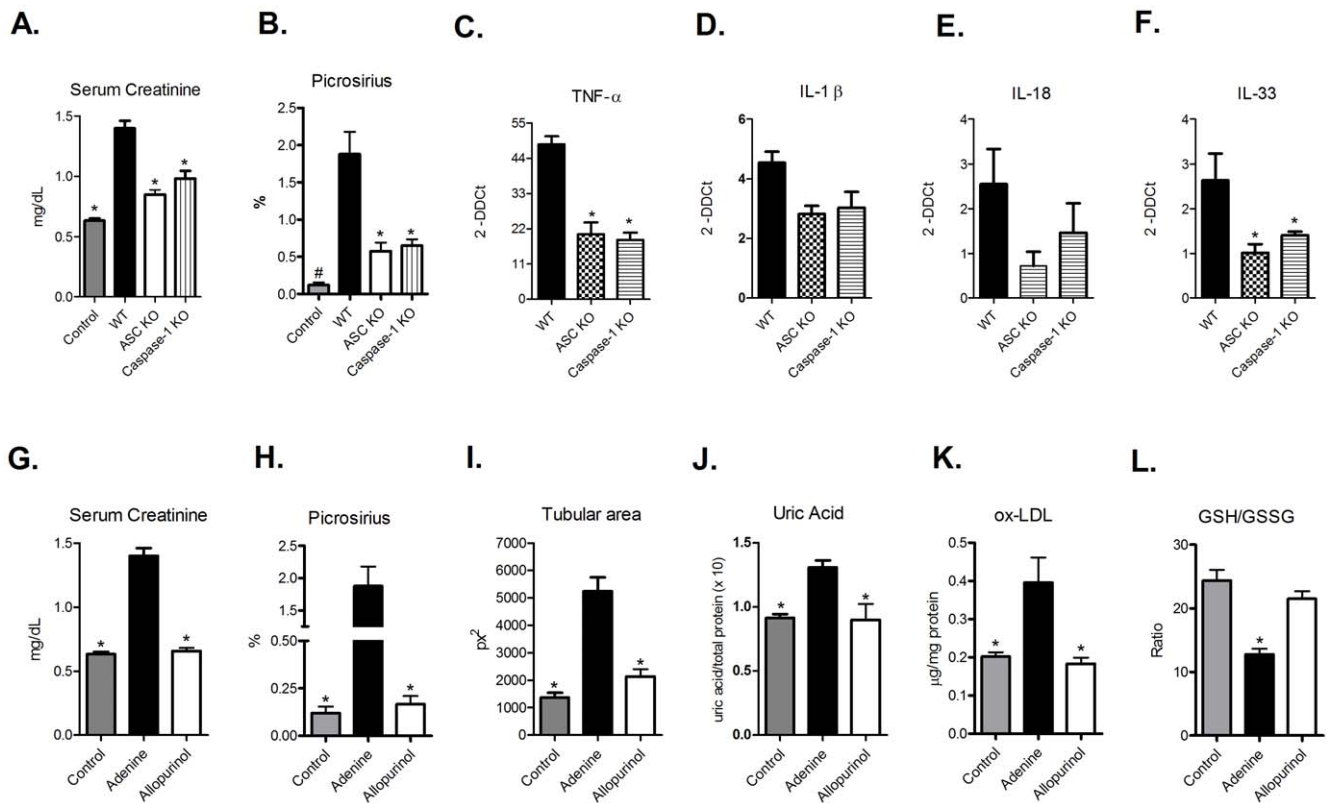 A.
Serum Creatinine
1.5
1.0
0.5
0.0
mg/dL
*
*
*
Control
WT
ASC KO
Caspase-1 KO
B.
Picrosirius
2.5
2.0
1.5
1.0
0.5
0.0
%
#
*
*
Control
WT
ASC KO
Caspase-1 KO
C.
TNF-α
55
44
33
22
11
0
2 -DDCt
*
*
WT
ASC KO
Caspase-1 KO
D.
IL-1 β
6
4
2
0
2 -DDCt
WT
ASC KO
Caspase-1 KO
E.
IL-18
4
3
2
1
0
2 -DDCt
WT
ASC KO
Caspase-1 KO
F.
IL-33
4
3
2
1
0
2 -DDCt
*
*
WT
ASC KO
Caspase-1 KO
G.
Serum Creatinine
1.5
1.0
0.5
0.0
mg/dL
*
*
Control
Adenine
Allopurinol
H.
Picrosirius
2.5
2.0
1.5
0.50
0.25
0.00
%
*
*
Control
Adenine
Allopurinol
I.
Tubular area
7000
6000
5000
4000
3000
2000
1000
0
px²
*
*
Control
Adenine
Allopurinol
J.
Uric Acid
1.5
1.0
0.5
0.0
uric acid/total protein (x 10)
*
*
Control
Adenine
Allopurinol
K.
ox-LDL
0.5
0.4
0.3
0.2
0.1
0.0
µg/mg protein
*
*
Control
Adenine
Allopurinol
L.
GSH/GSSG
30
20
10
0
Ratio
*
Control
Adenine
Allopurinol